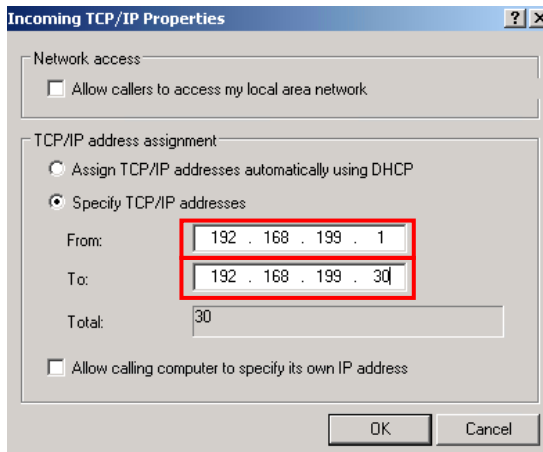 Incoming TCP/IP Properties
Network access
Allow callers to access my local area network
TCP/IP address assignment
Assign TCP/IP addresses automatically using DHCP
Specify TCP/IP addresses
From: 192 . 168 . 199 . 1
To: 192 . 168 . 199 . 30
Total: 30
Allow calling computer to specify its own IP address
OK Cancel